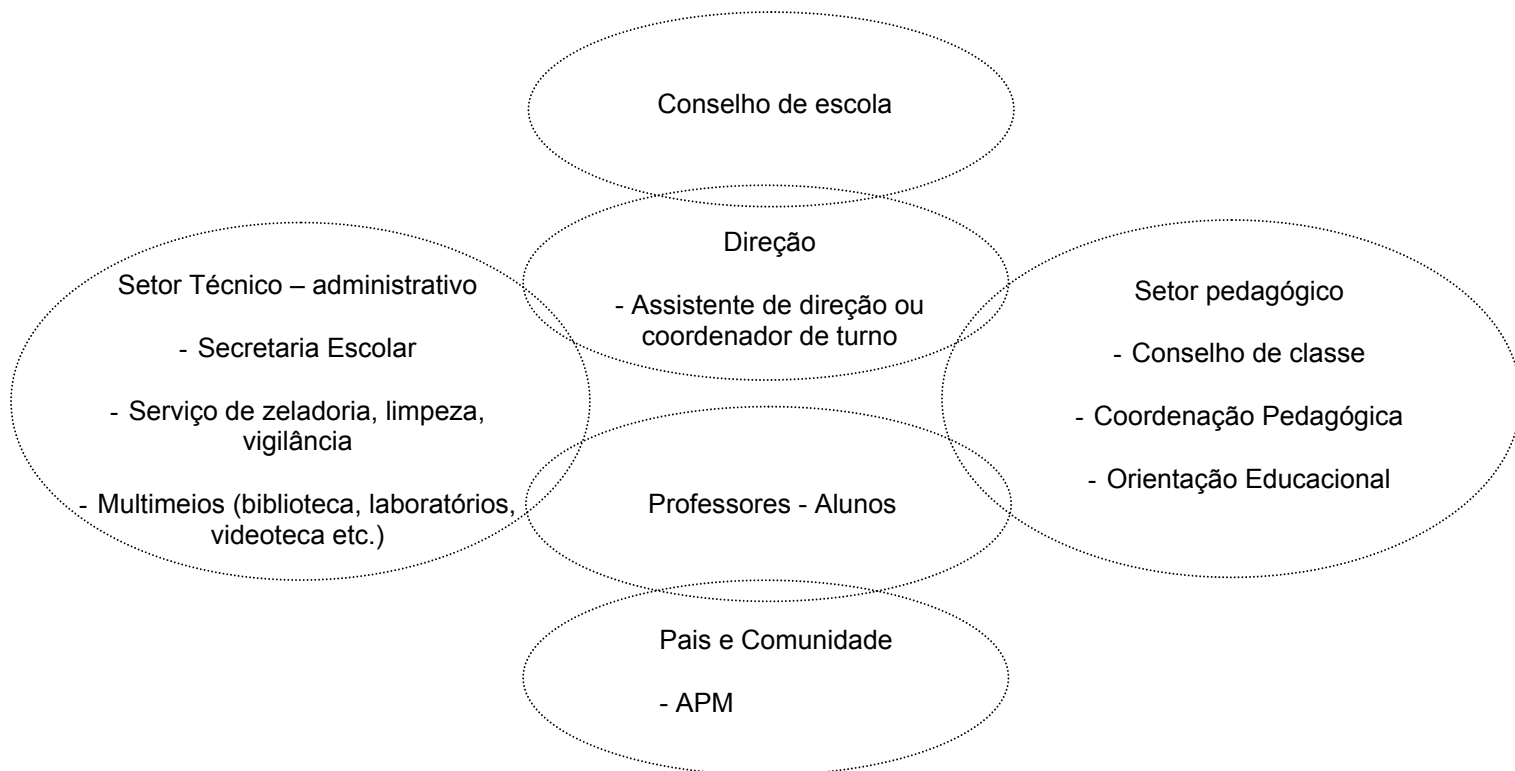 Conselho de escola
Direção
- Assistente de direção ou
coordenador de turno
Setor Técnico – administrativo
- Secretaria Escolar
- Serviço de zeladoria, limpeza,
vigilância
- Multimeios (biblioteca, laboratórios,
videoteca etc.)
Setor pedagógico
- Conselho de classe
- Coordenação Pedagógica
- Orientação Educacional
Professores - Alunos
Pais e Comunidade
- APM